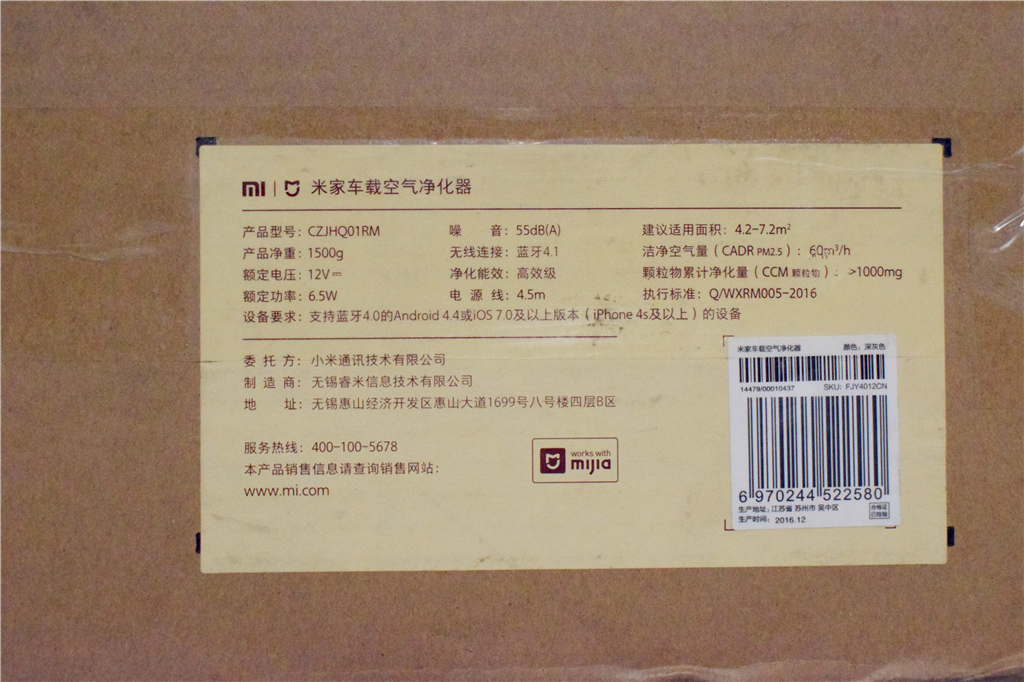 mi | 米家车载空气净化器
产品型号: CZJHQ01RM 噪 音: 55dB(A) 建议适用面积: 4.2-7.2m²
产品净重: 1500g 无线连接: 蓝牙4.1 洁净空气量 ( CADR PM2.5 ) : 60m³/h
额定电压: 12V⎓ 净化能效: 高效级 颗粒物累计净化量 ( CCM 颗粒物 ) : >1000mg
额定功率: 6.5W 电 源 线: 4.5m 执行标准: Q/WXRM005-2016
设备要求: 支持蓝牙4.0的Android 4.4或iOS 7.0及以上版本 ( iPhone 4s及以上 ) 的设备
委 托 方: 小米通讯技术有限公司
制 造 商: 无锡睿米信息技术有限公司
地 址: 无锡惠山经济开发区惠山大道1699号八号楼四层B区
服务热线: 400-100-5678
本产品销售信息请查询销售网站:
www.mi.com
works with
mijia
米家车载空气净化器 颜色: 深灰色
14479/00010437 SKU: FJY4012CN
6 970244 522580
生产地址: 江苏省 苏州市 吴中区
生产时间: 2016.12
合格证
已检验